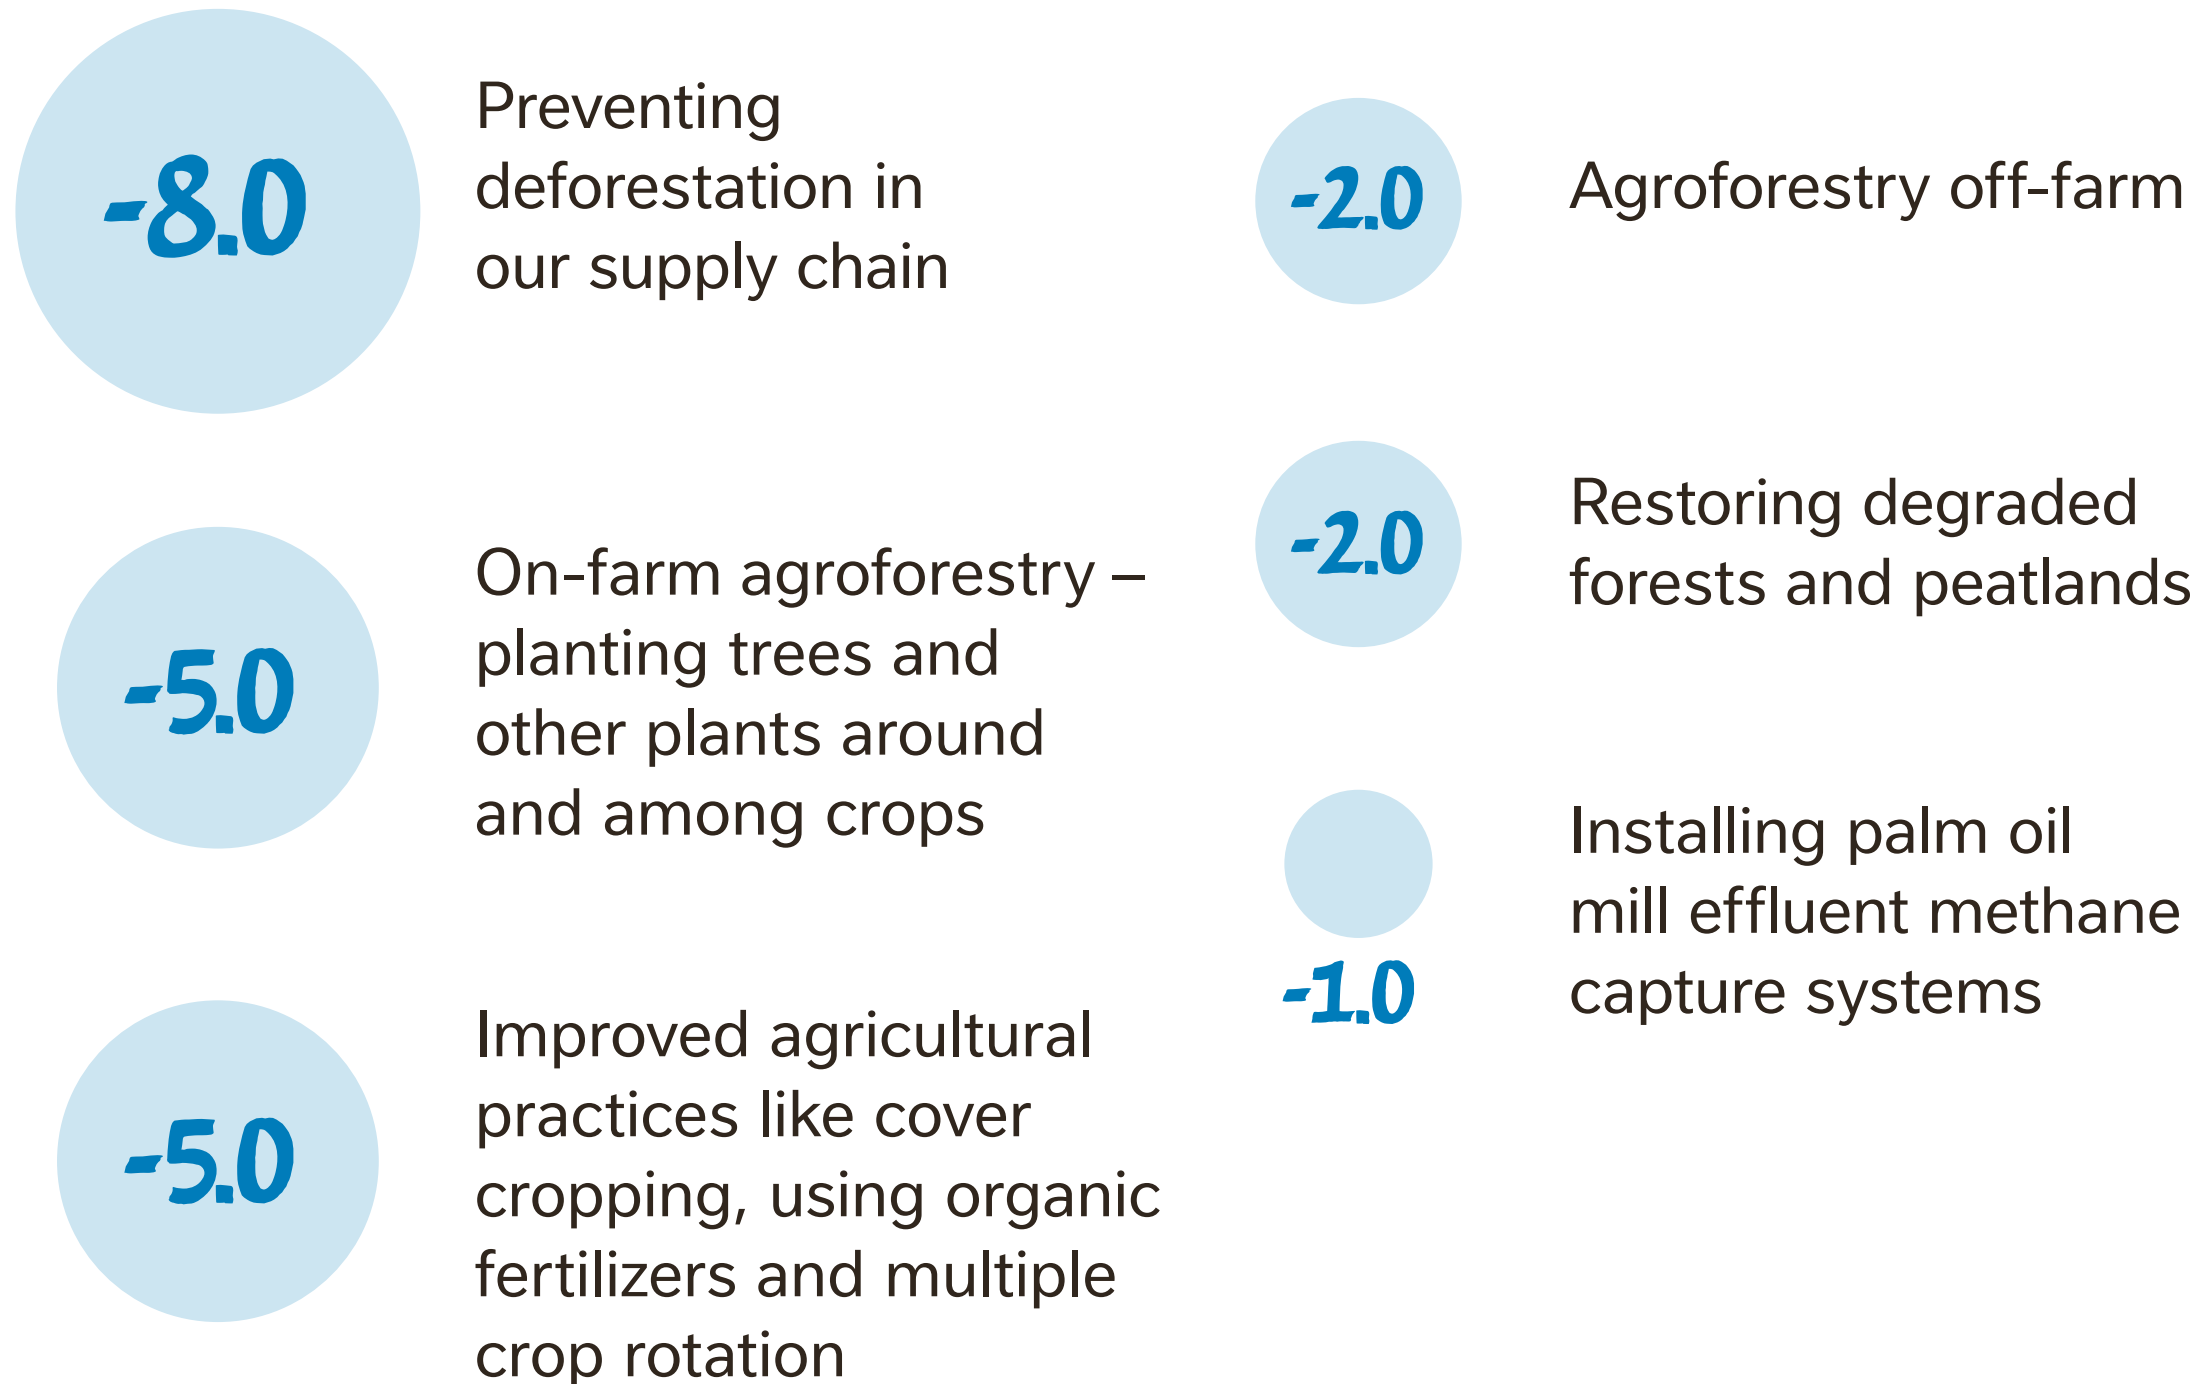 -8.0
Preventing
deforestation in
our supply chain
-5.0
On-farm agroforestry –
planting trees and
other plants around
and among crops
-5.0
Improved agricultural
practices like cover
cropping, using organic
fertilizers and multiple
crop rotation
-2.0
Agroforestry off-farm
-2.0
Restoring degraded
forests and peatlands
-1.0
Installing palm oil
mill effluent methane
capture systems